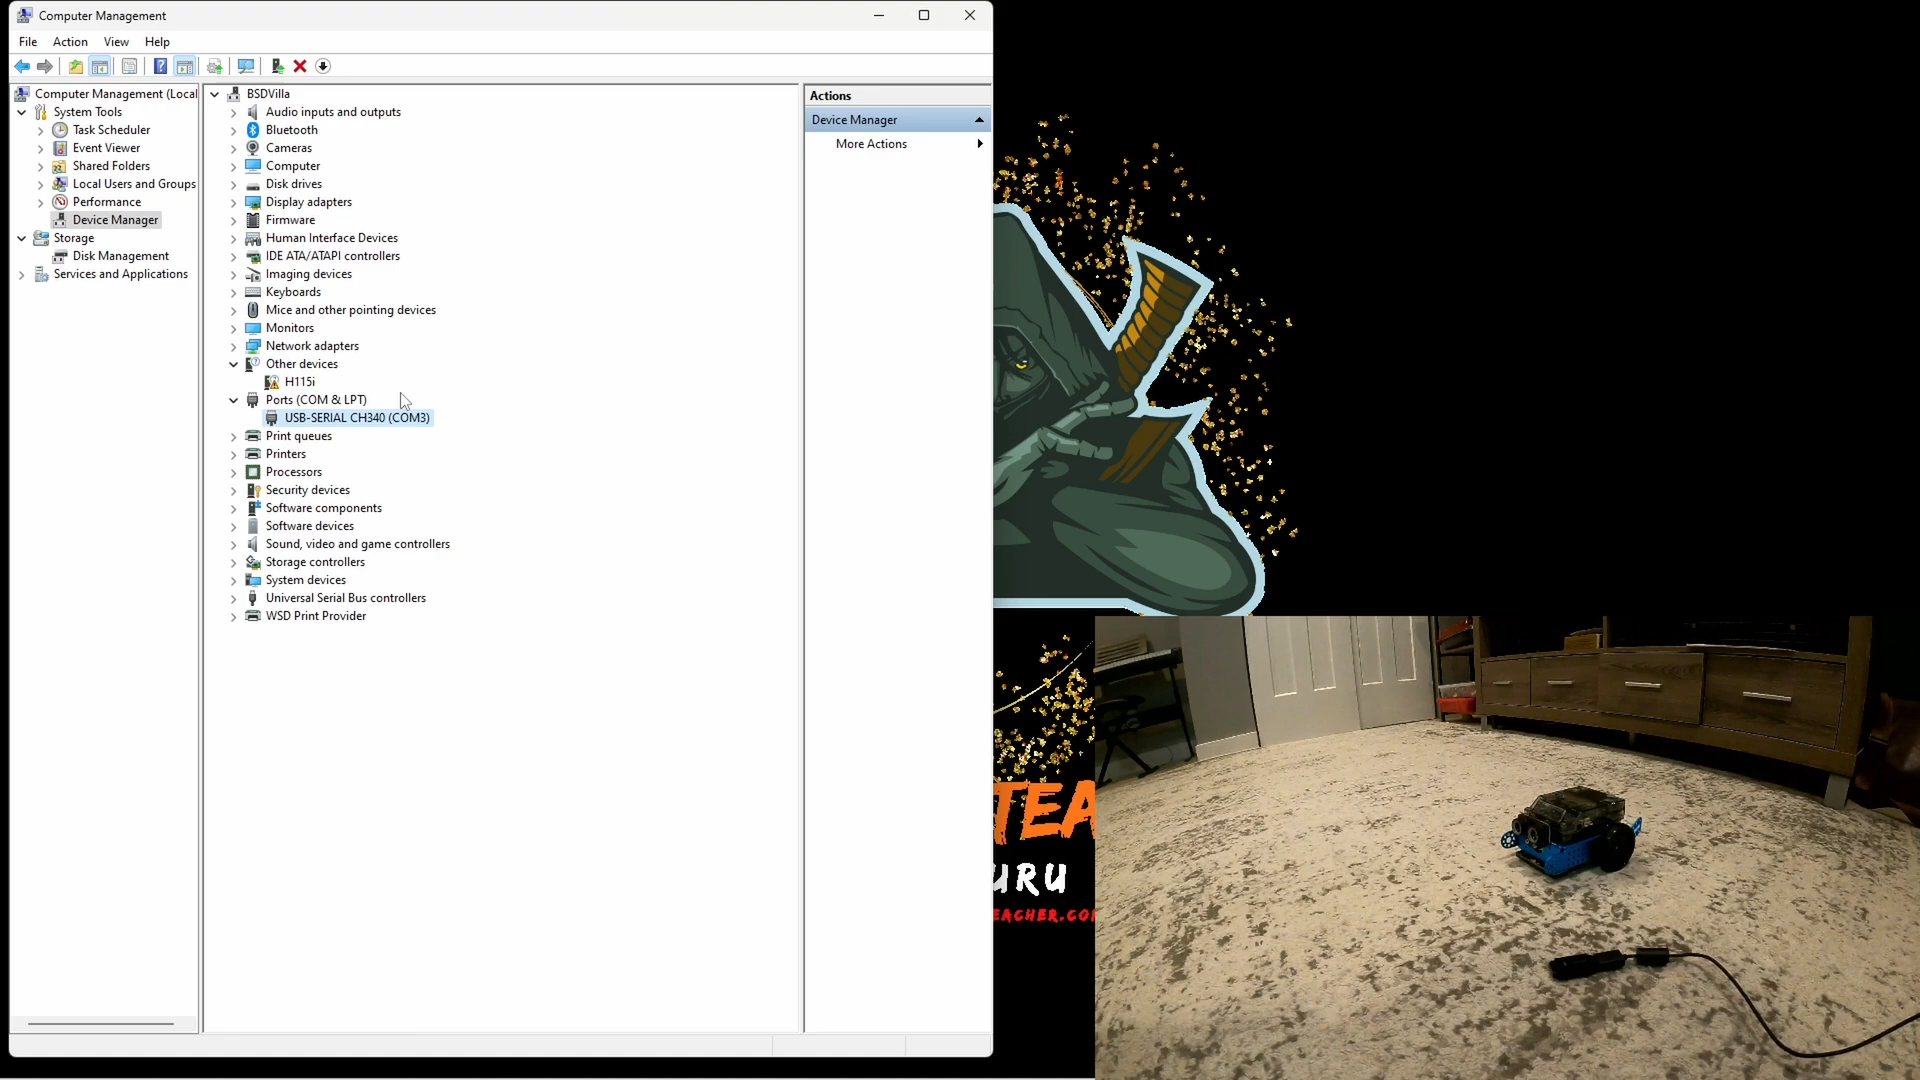 Computer Management
File Action View Help
Computer Management (Local
System Tools
Task Scheduler
Event Viewer
Shared Folders
Local Users and Groups
Performance
Device Manager
Storage
Disk Management
Services and Applications
BSDVilla
Audio inputs and outputs
Bluetooth
Cameras
Computer
Disk drives
Display adapters
Firmware
Human Interface Devices
IDE ATA/ATAPI controllers
Imaging devices
Keyboards
Mice and other pointing devices
Monitors
Network adapters
Other devices
H115i
Ports (COM & LPT)
USB-SERIAL CH340 (COM3)
Print queues
Printers
Processors
Security devices
Software components
Software devices
Sound, video and game controllers
Storage controllers
System devices
Universal Serial Bus controllers
WSD Print Provider
Actions
Device Manager
More Actions
TEA
URU
EACHER.CO